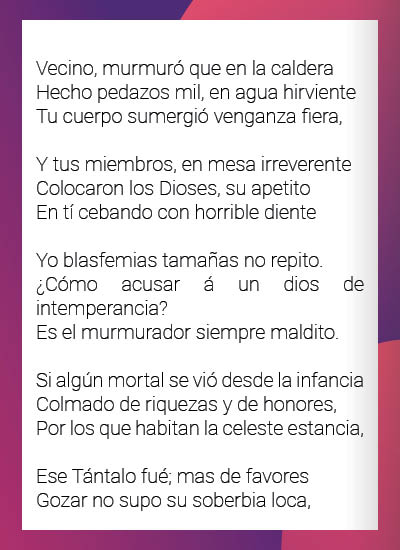 Vecino, murmuró que en la caldera
Hecho pedazos mil, en agua hirviente
Tu cuerpo sumergió venganza fiera,
Y tus miembros, en mesa irreverente
Colocaron los Dioses, su apetito
En tí cebando con horrible diente
Yo blasfemias tamañas no repito.
¿Cómo acusar á un dios de
intemperancia?
Es el murmurador siempre maldito.
Si algún mortal se vió desde la infancia
Colmado de riquezas y de honores,
Por los que habitan la celeste estancia,
Ese Tántalo fué; mas de favores
Gozar no supo su soberbia loca,